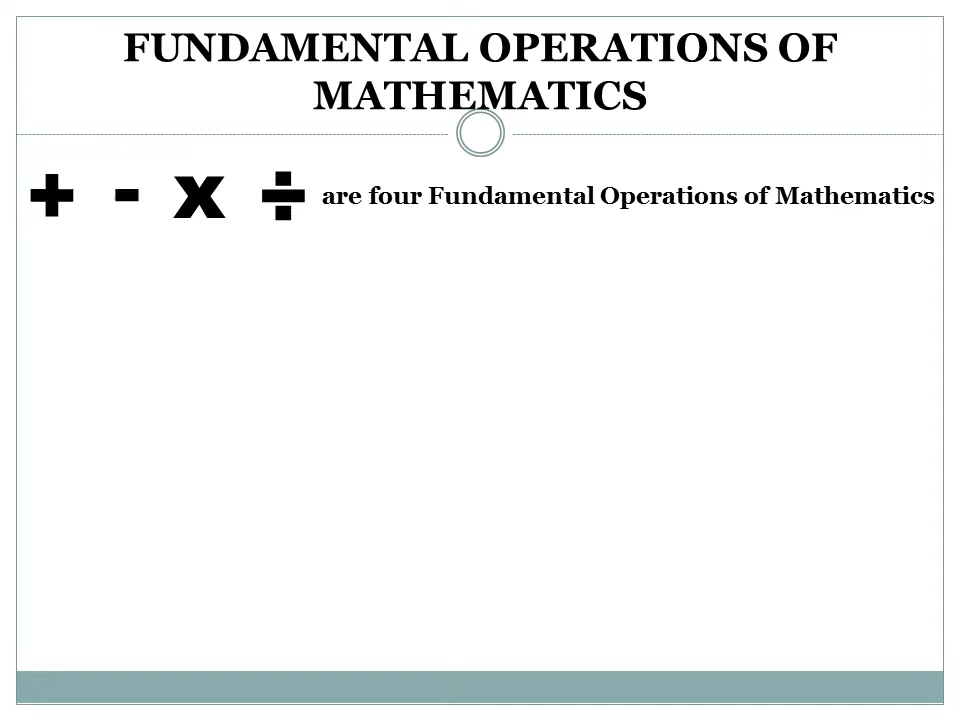 FUNDAMENTAL OPERATIONS OF
MATHEMATICS
+ - x ÷ are four Fundamental Operations of Mathematics